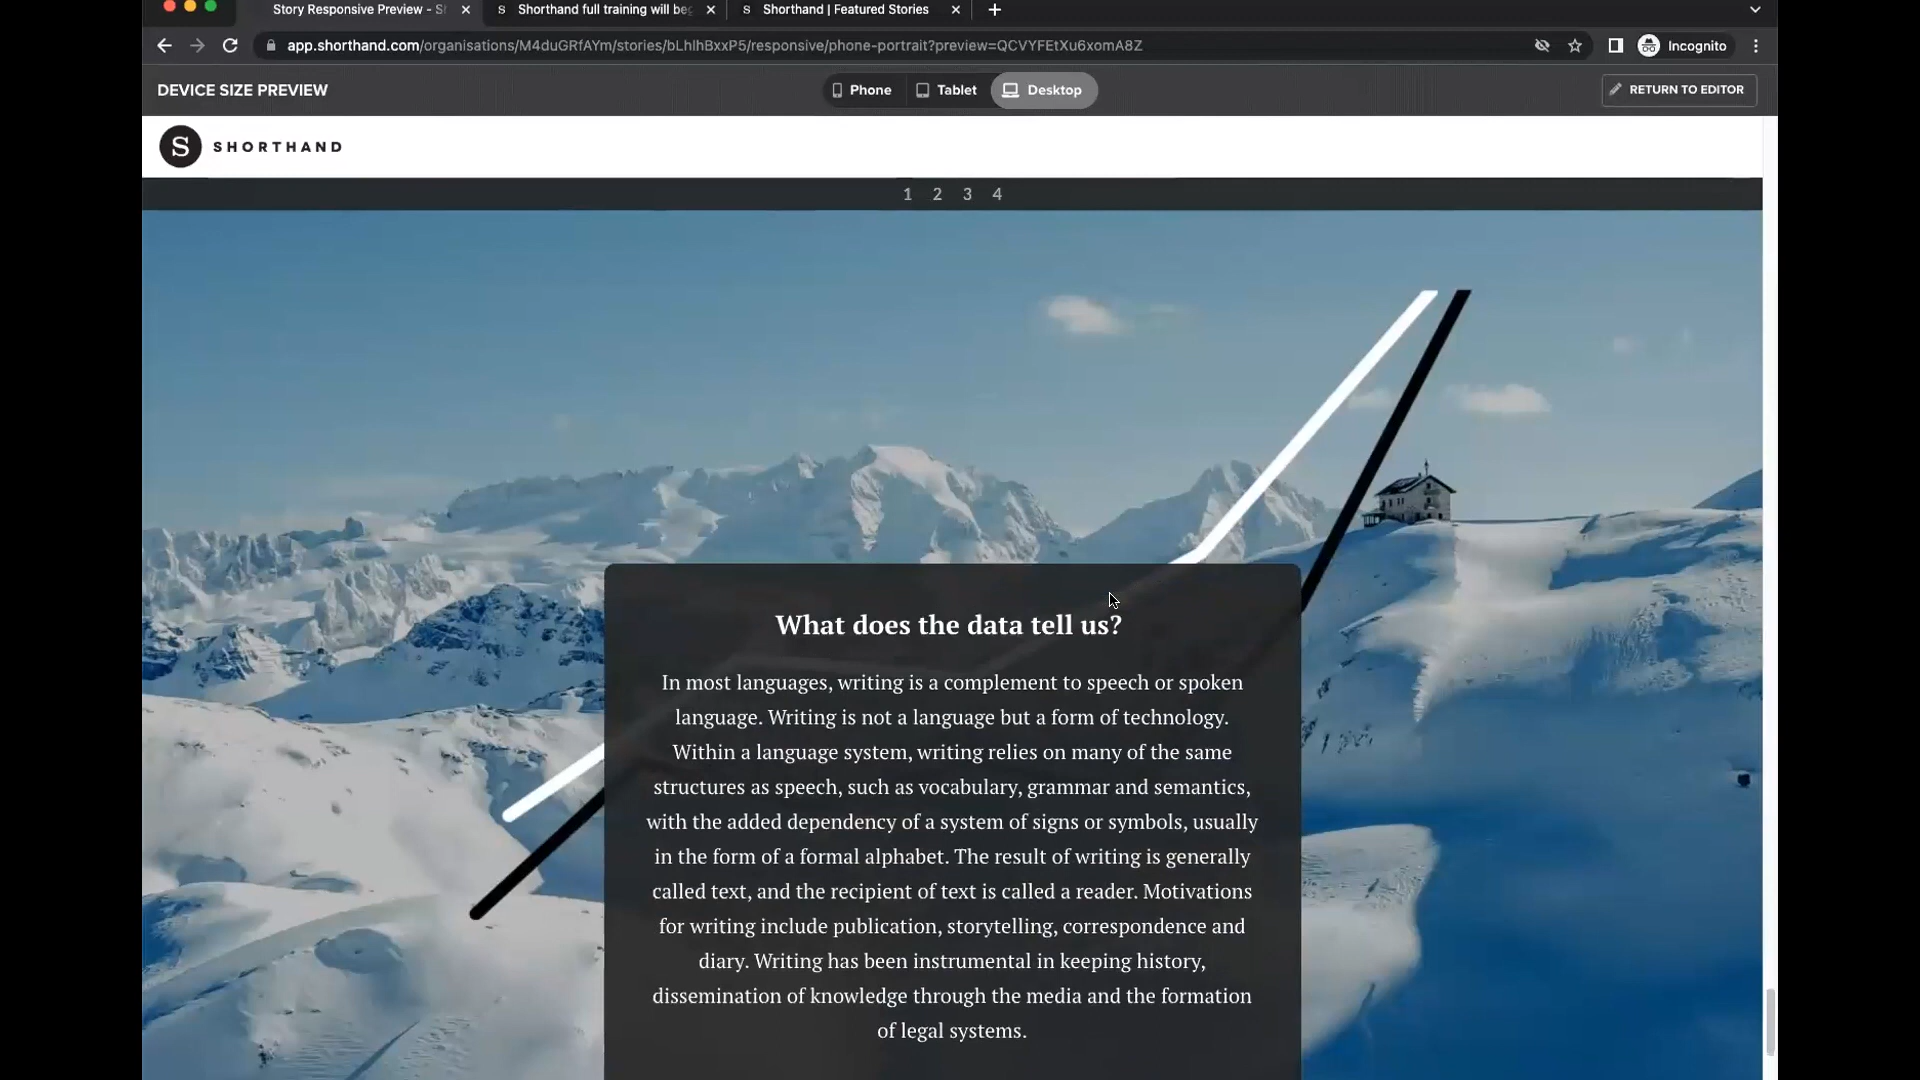 Story Responsive Preview - S
Shorthand full training will be
Shorthand | Featured Stories
app.shorthand.com/organisations/M4duGRfAYm/stories/bLhlhBxxP5/responsive/phone-portrait?preview=QCVYFEtXu6xomA8Z
Incognito
DEVICE SIZE PREVIEW
Phone
Tablet
Desktop
RETURN TO EDITOR
S SHORTHAND
1 2 3 4
What does the data tell us?
In most languages, writing is a complement to speech or spoken
language. Writing is not a language but a form of technology.
Within a language system, writing relies on many of the same
structures as speech, such as vocabulary, grammar and semantics,
with the added dependency of a system of signs or symbols, usually
in the form of a formal alphabet. The result of writing is generally
called text, and the recipient of text is called a reader. Motivations
for writing include publication, storytelling, correspondence and
diary. Writing has been instrumental in keeping history,
dissemination of knowledge through the media and the formation
of legal systems.